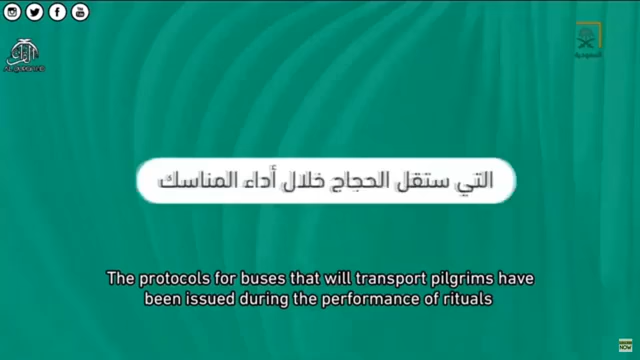 السعودية
التي ستقل الحجاج خلال أداء المناسك
The protocols for buses that will transport pilgrims have
been issued during the performance of rituals